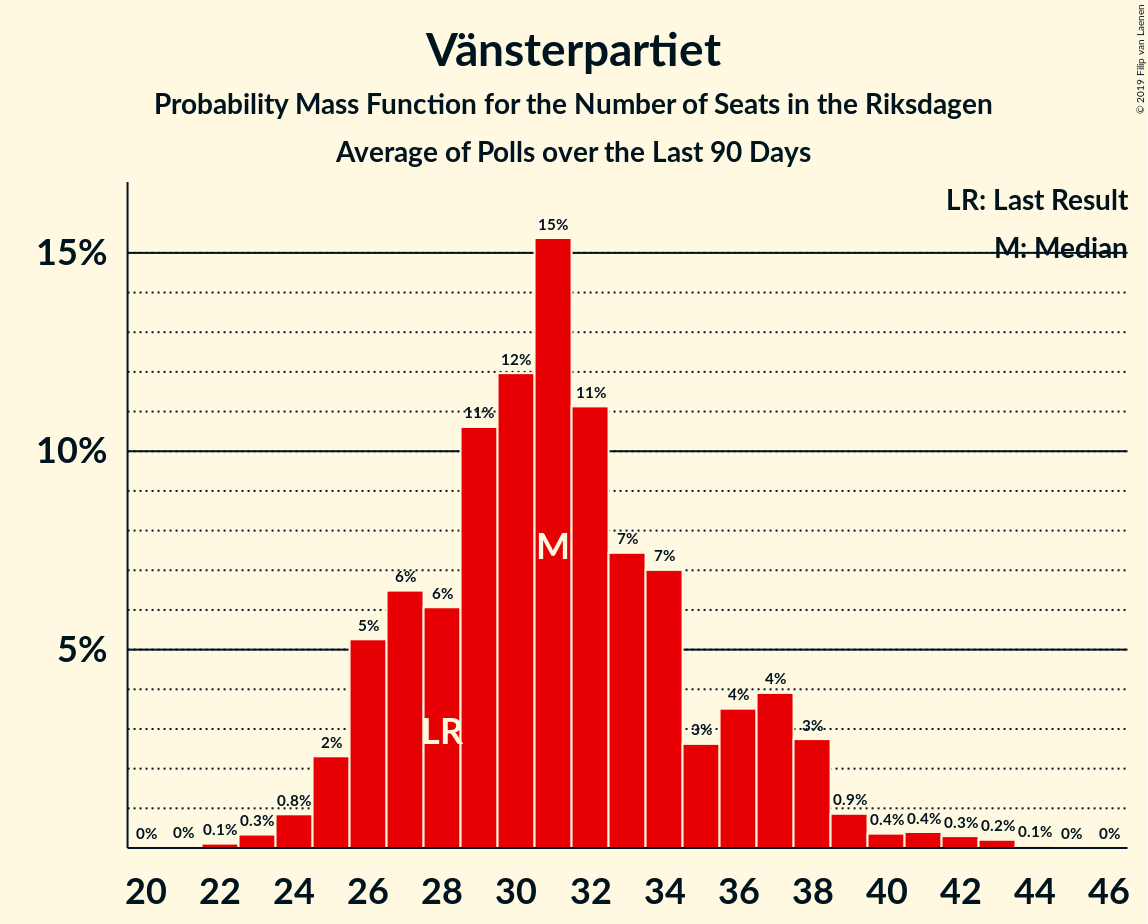 Vänsterpartiet
Probability Mass Function for the Number of Seats in the Riksdagen
Average of Polls over the Last 90 Days
© 2019 Filip van Laenen
LR: Last Result
M: Median
15%
10%
5%
0% 0% 0.1% 0.3% 0.8% 2% 5% 6% 6% 11% 12% 15% 11% 7% 7% 3% 4% 4% 3% 0.9% 0.4% 0.4% 0.3% 0.2% 0.1% 0% 0%
LR
M
20 22 24 26 28 30 32 34 36 38 40 42 44 46